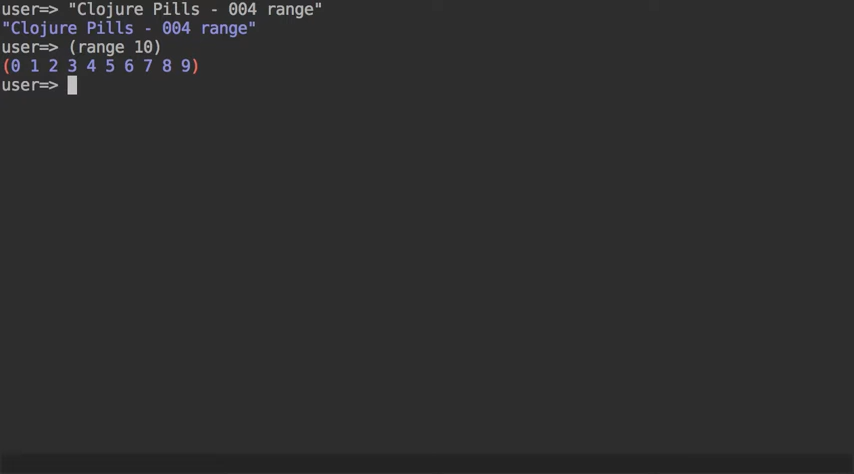 user=> "Clojure Pills - 004 range"
"Clojure Pills - 004 range"
user=> (range 10)
(0 1 2 3 4 5 6 7 8 9)
user=>